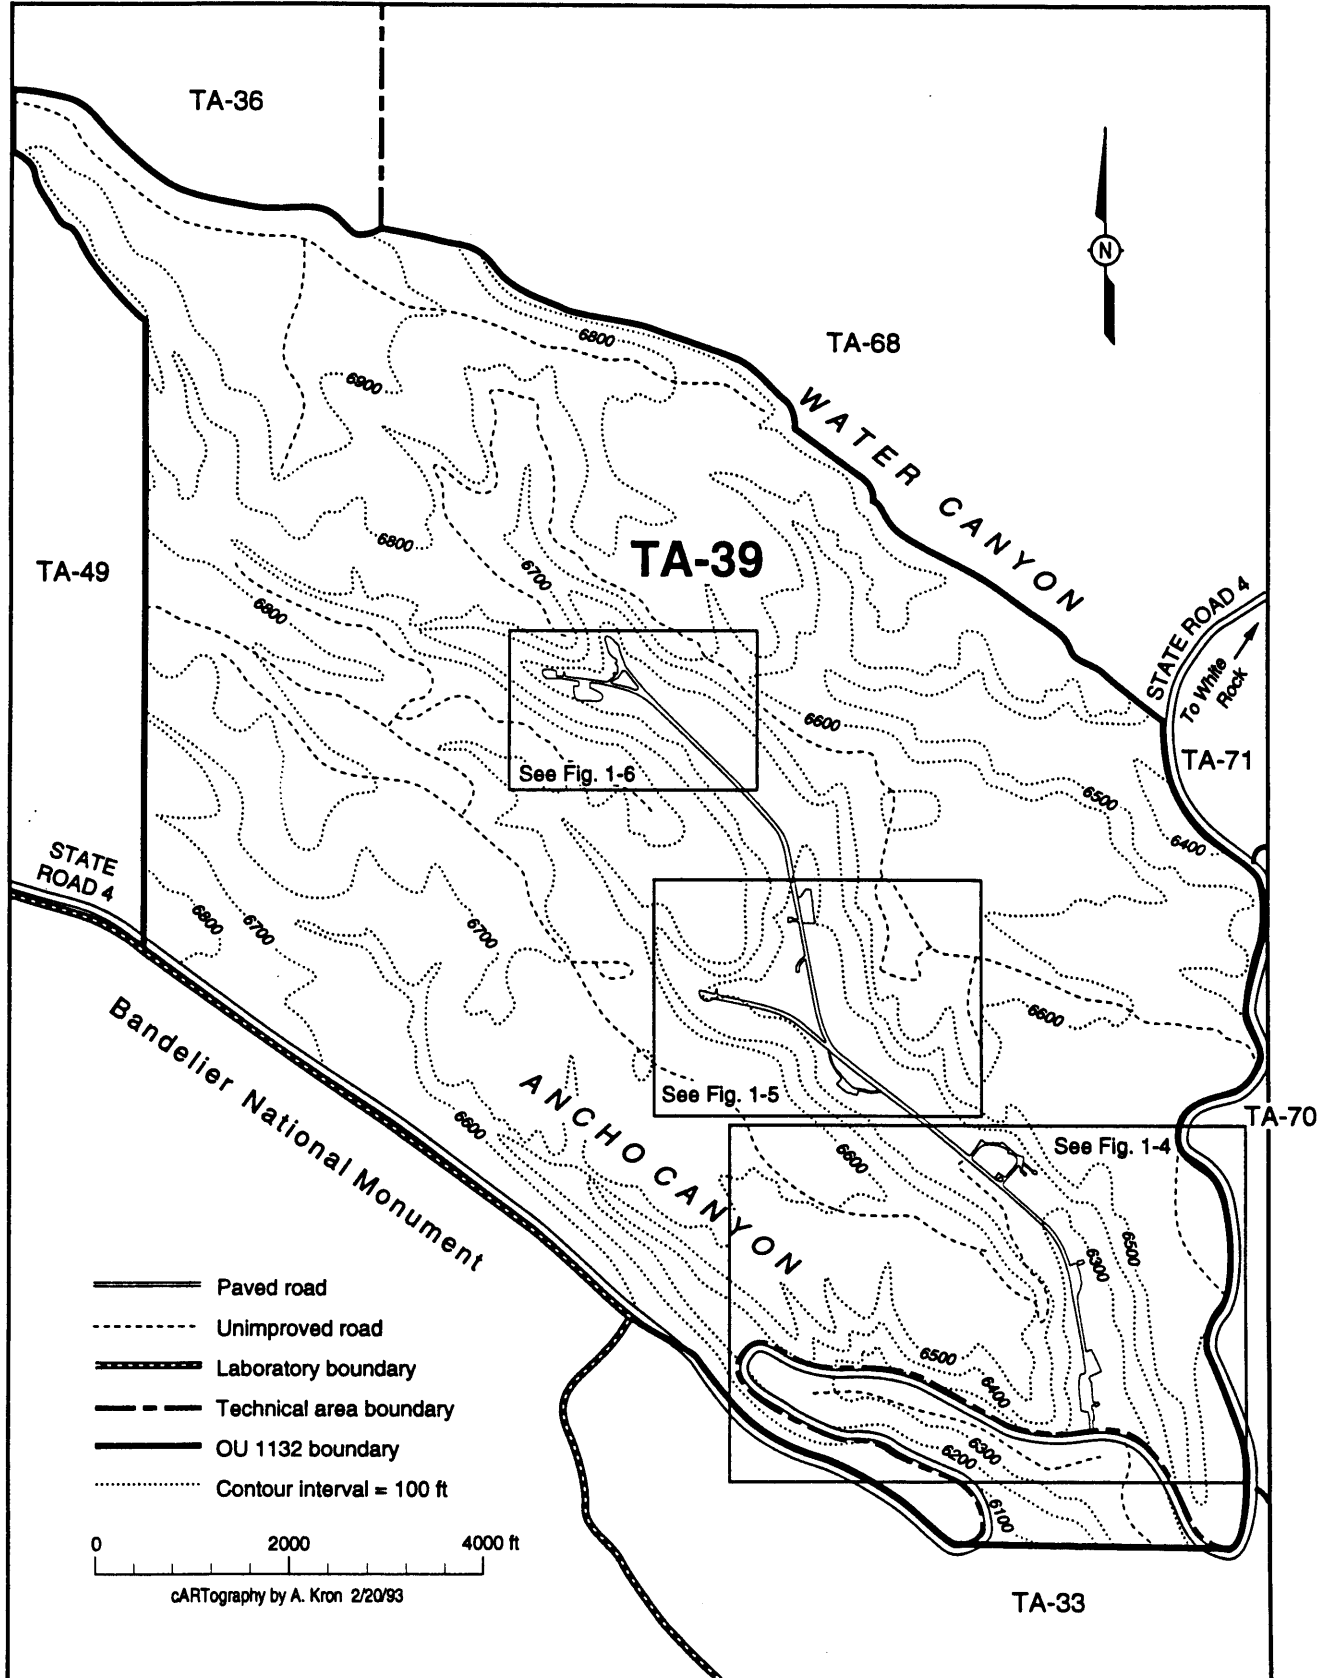 TA-36
N
6800
TA-68
6900
WATER CANYON
6800
TA-39
TA-49
6700
6800
STATE ROAD 4
To White
Rock
6600
TA-71
See Fig. 1-6
6500
6400
STATE
ROAD 4
6800
6700
6700
6600
Bandelier National Monument
ANCHO CANYON
See Fig. 1-5
6600
TA-70
See Fig. 1-4
6600
6500
6300
Paved road
Unimproved road
Laboratory boundary
Technical area boundary
OU 1132 boundary
Contour interval = 100 ft
6500
6400
6300
6200
6100
0 2000 4000 ft
cARTography by A. Kron 2/20/93
TA-33